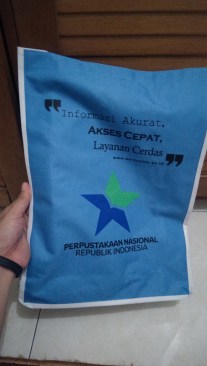 "Informasi Akurat,
AKSES CEPAT,
Layanan Cerdas"
PERPUSTAKAAN NASIONAL
REPUBLIK INDONESIA